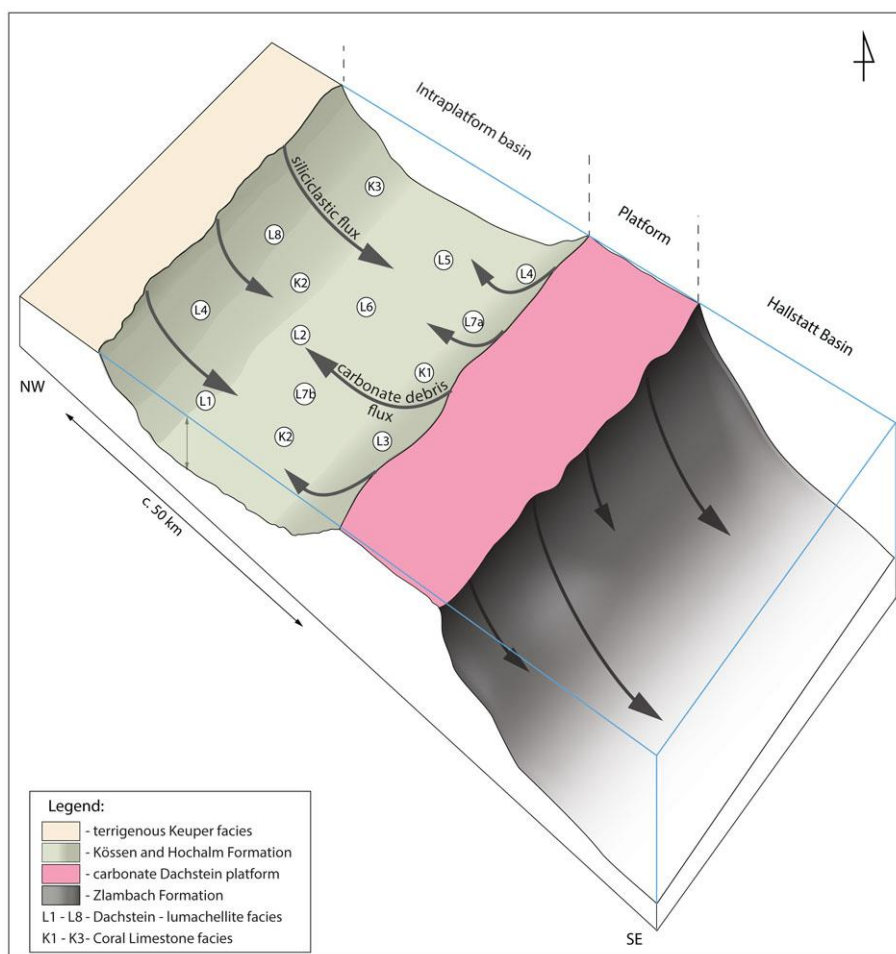 Intraplatform basin
Platform
Hallstatt Basin
siliciclastic flux
K3
L8
L5
L4
K2
L4
L6
L2
L7a
carbonate debris
flux
K1
L1
L7b
K2
L3
NW
c. 50 km
SE
Legend:
- terrigenous Keuper facies
- Kössen and Hochalm Formation
- carbonate Dachstein platform
- Zlambach Formation
L1 - L8 - Dachstein - lumachellite facies
K1 - K3- Coral Limestone facies